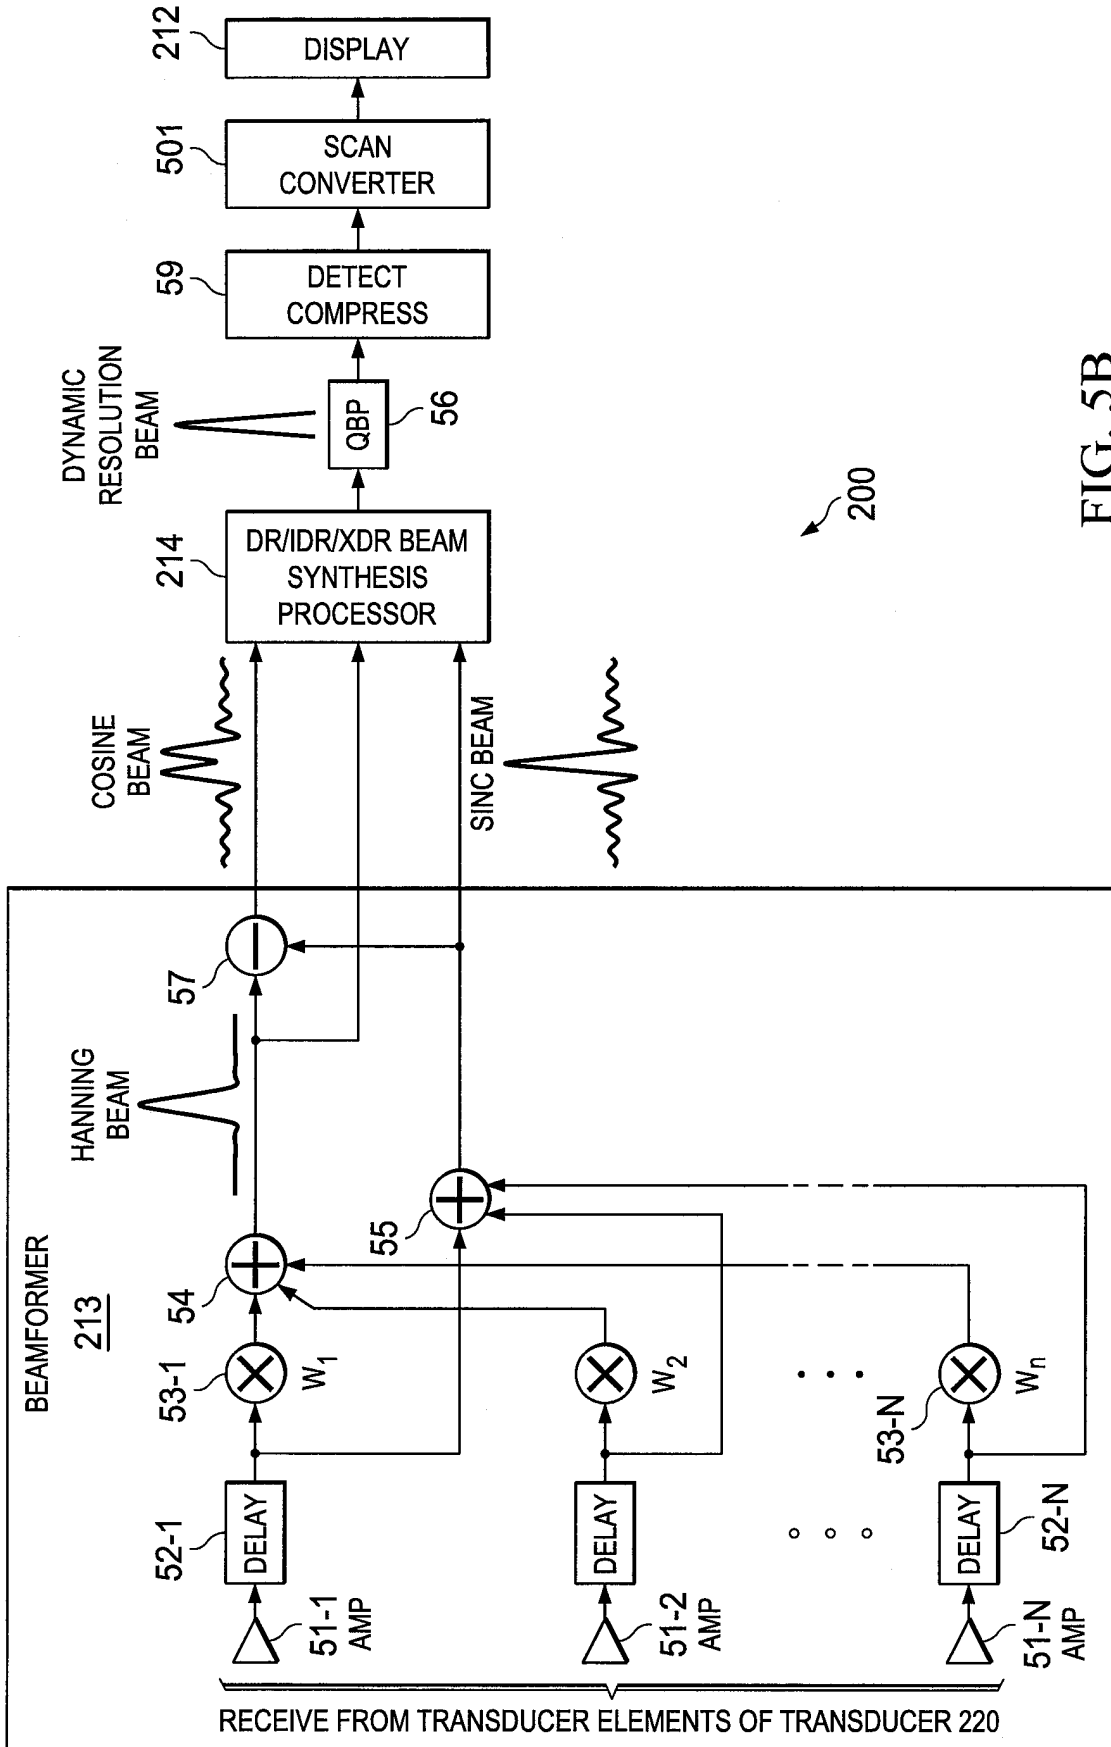 BEAMFORMER
213
RECEIVE FROM TRANSDUCER ELEMENTS OF TRANSDUCER 220
51-1
AMP
52-1
DELAY
53-1
W1
54
HANNING
BEAM
57
51-2
AMP
DELAY
W2
55
51-N
AMP
52-N
DELAY
53-N
Wn
COSINE
BEAM
SINC BEAM
214
DR/IDR/XDR BEAM
SYNTHESIS
PROCESSOR
DYNAMIC
RESOLUTION
BEAM
QBP
56
59
DETECT
COMPRESS
501
SCAN
CONVERTER
212
DISPLAY
200
FIG. 5B